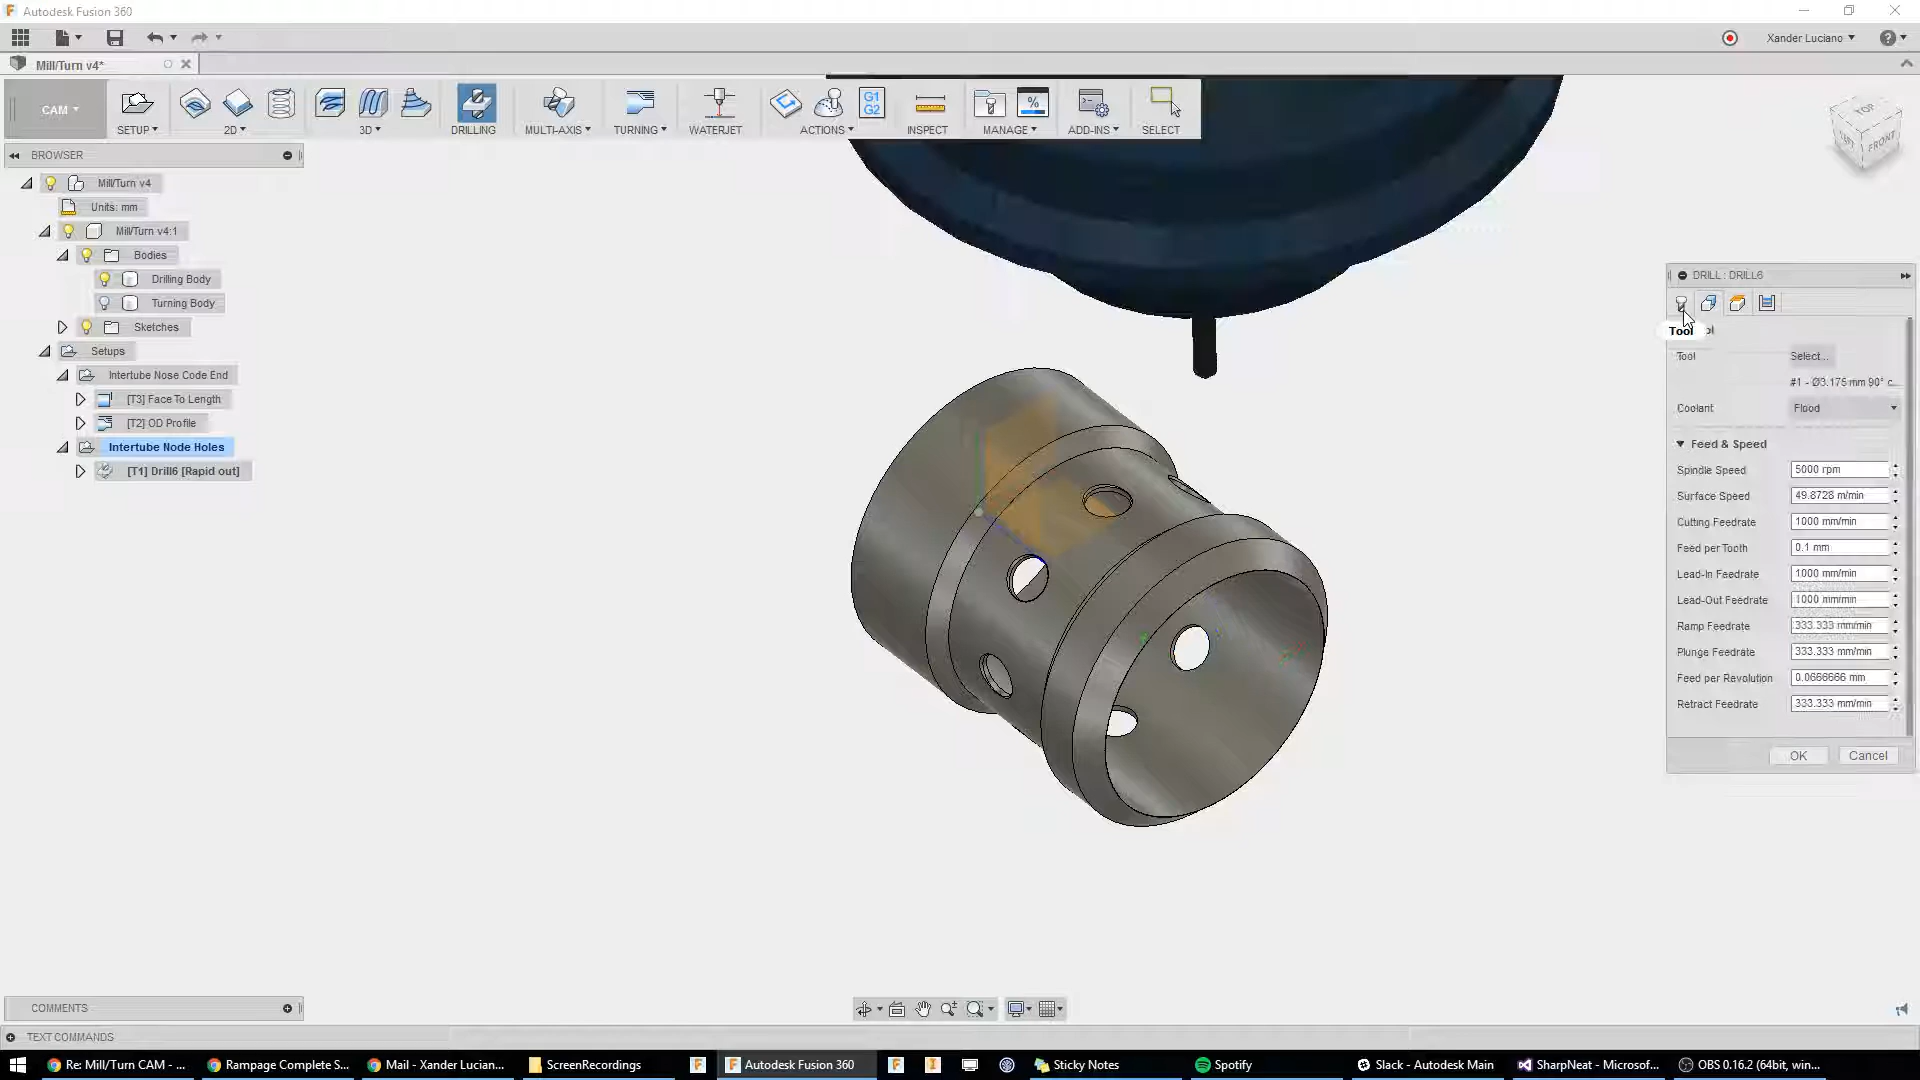 Autodesk Fusion 360
Xander Luciano
Mill/Turn v4*
CAM
SETUP
2D
3D
DRILLING
MULTI-AXIS
TURNING
WATERJET
G1
G2
ACTIONS
INSPECT
%
MANAGE
ADD-INS
SELECT
TOP
LEFT
FRONT
BROWSER
Mill/Turn v4
Units: mm
Mill/Turn v4:1
Bodies
Drilling Body
Turning Body
Sketches
Setups
Intertube Nose Code End
[T3] Face To Length
[T2] OD Profile
Intertube Node Holes
[T1] Drill6 [Rapid out]
DRILL : DRILL6
Tool
Tool
Select...
#1 - Ø3.175 mm 90° c...
Coolant
Flood
Feed & Speed
Spindle Speed
5000 rpm
Surface Speed
49.8728 m/min
Cutting Feedrate
1000 mm/min
Feed per Tooth
0.1 mm
Lead-In Feedrate
1000 mm/min
Lead-Out Feedrate
1000 mm/min
Ramp Feedrate
333.333 mm/min
Plunge Feedrate
333.333 mm/min
Feed per Revolution
0.0666666 mm
Retract Feedrate
333.333 mm/min
OK
Cancel
COMMENTS
TEXT COMMANDS
Re: Mill/Turn CAM - ...
Rampage Complete S...
Mail - Xander Lucian...
ScreenRecordings
Autodesk Fusion 360
Sticky Notes
Spotify
Slack - Autodesk Main
SharpNeat - Microsof...
OBS 0.16.2 (64bit, win...